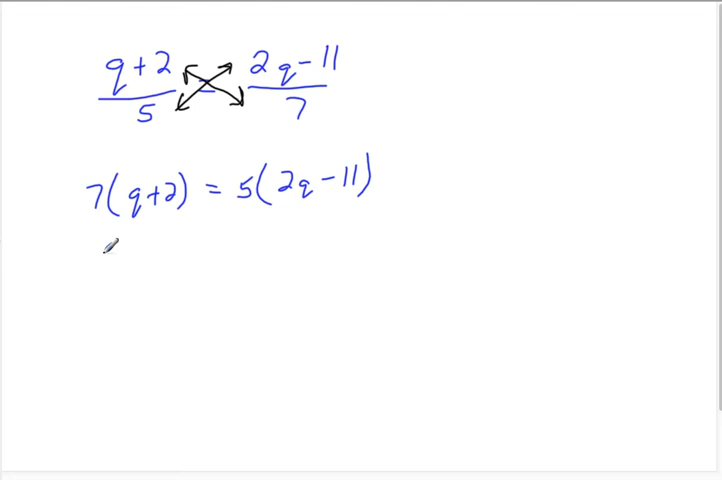 q+2/5 = 2q-11/7
7(q+2) = 5(2q-11)